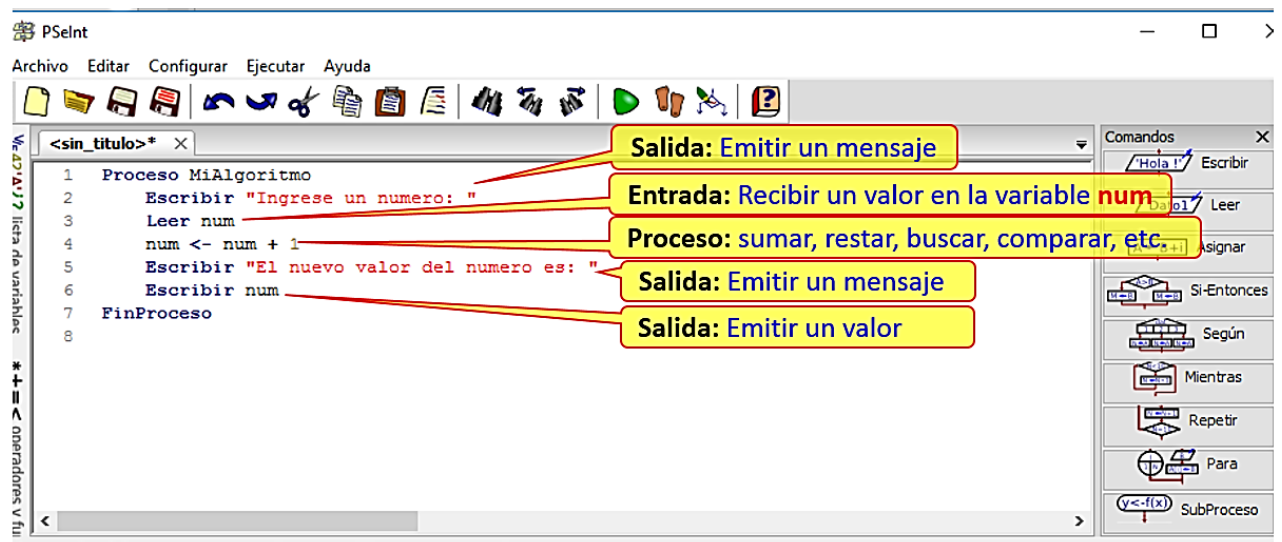 PSeInt
Archivo Editar Configurar Ejecutar Ayuda
<sin_titulo>*
Comandos
1 Proceso MiAlgoritmo
2 Escribir "Ingrese un numero: "
3 Leer num
4 num <- num + 1
5 Escribir "El nuevo valor del numero es: "
6 Escribir num
7 FinProceso
8
Salida: Emitir un mensaje
Entrada: Recibir un valor en la variable num
Proceso: sumar, restar, buscar, comparar, etc.
Salida: Emitir un mensaje
Salida: Emitir un valor
'Hola !' Escribir
Leer
Asignar
Si-Entonces
Según
Mientras
Repetir
Para
y<-f(x) SubProceso
lista de variables
*+=< operadores y